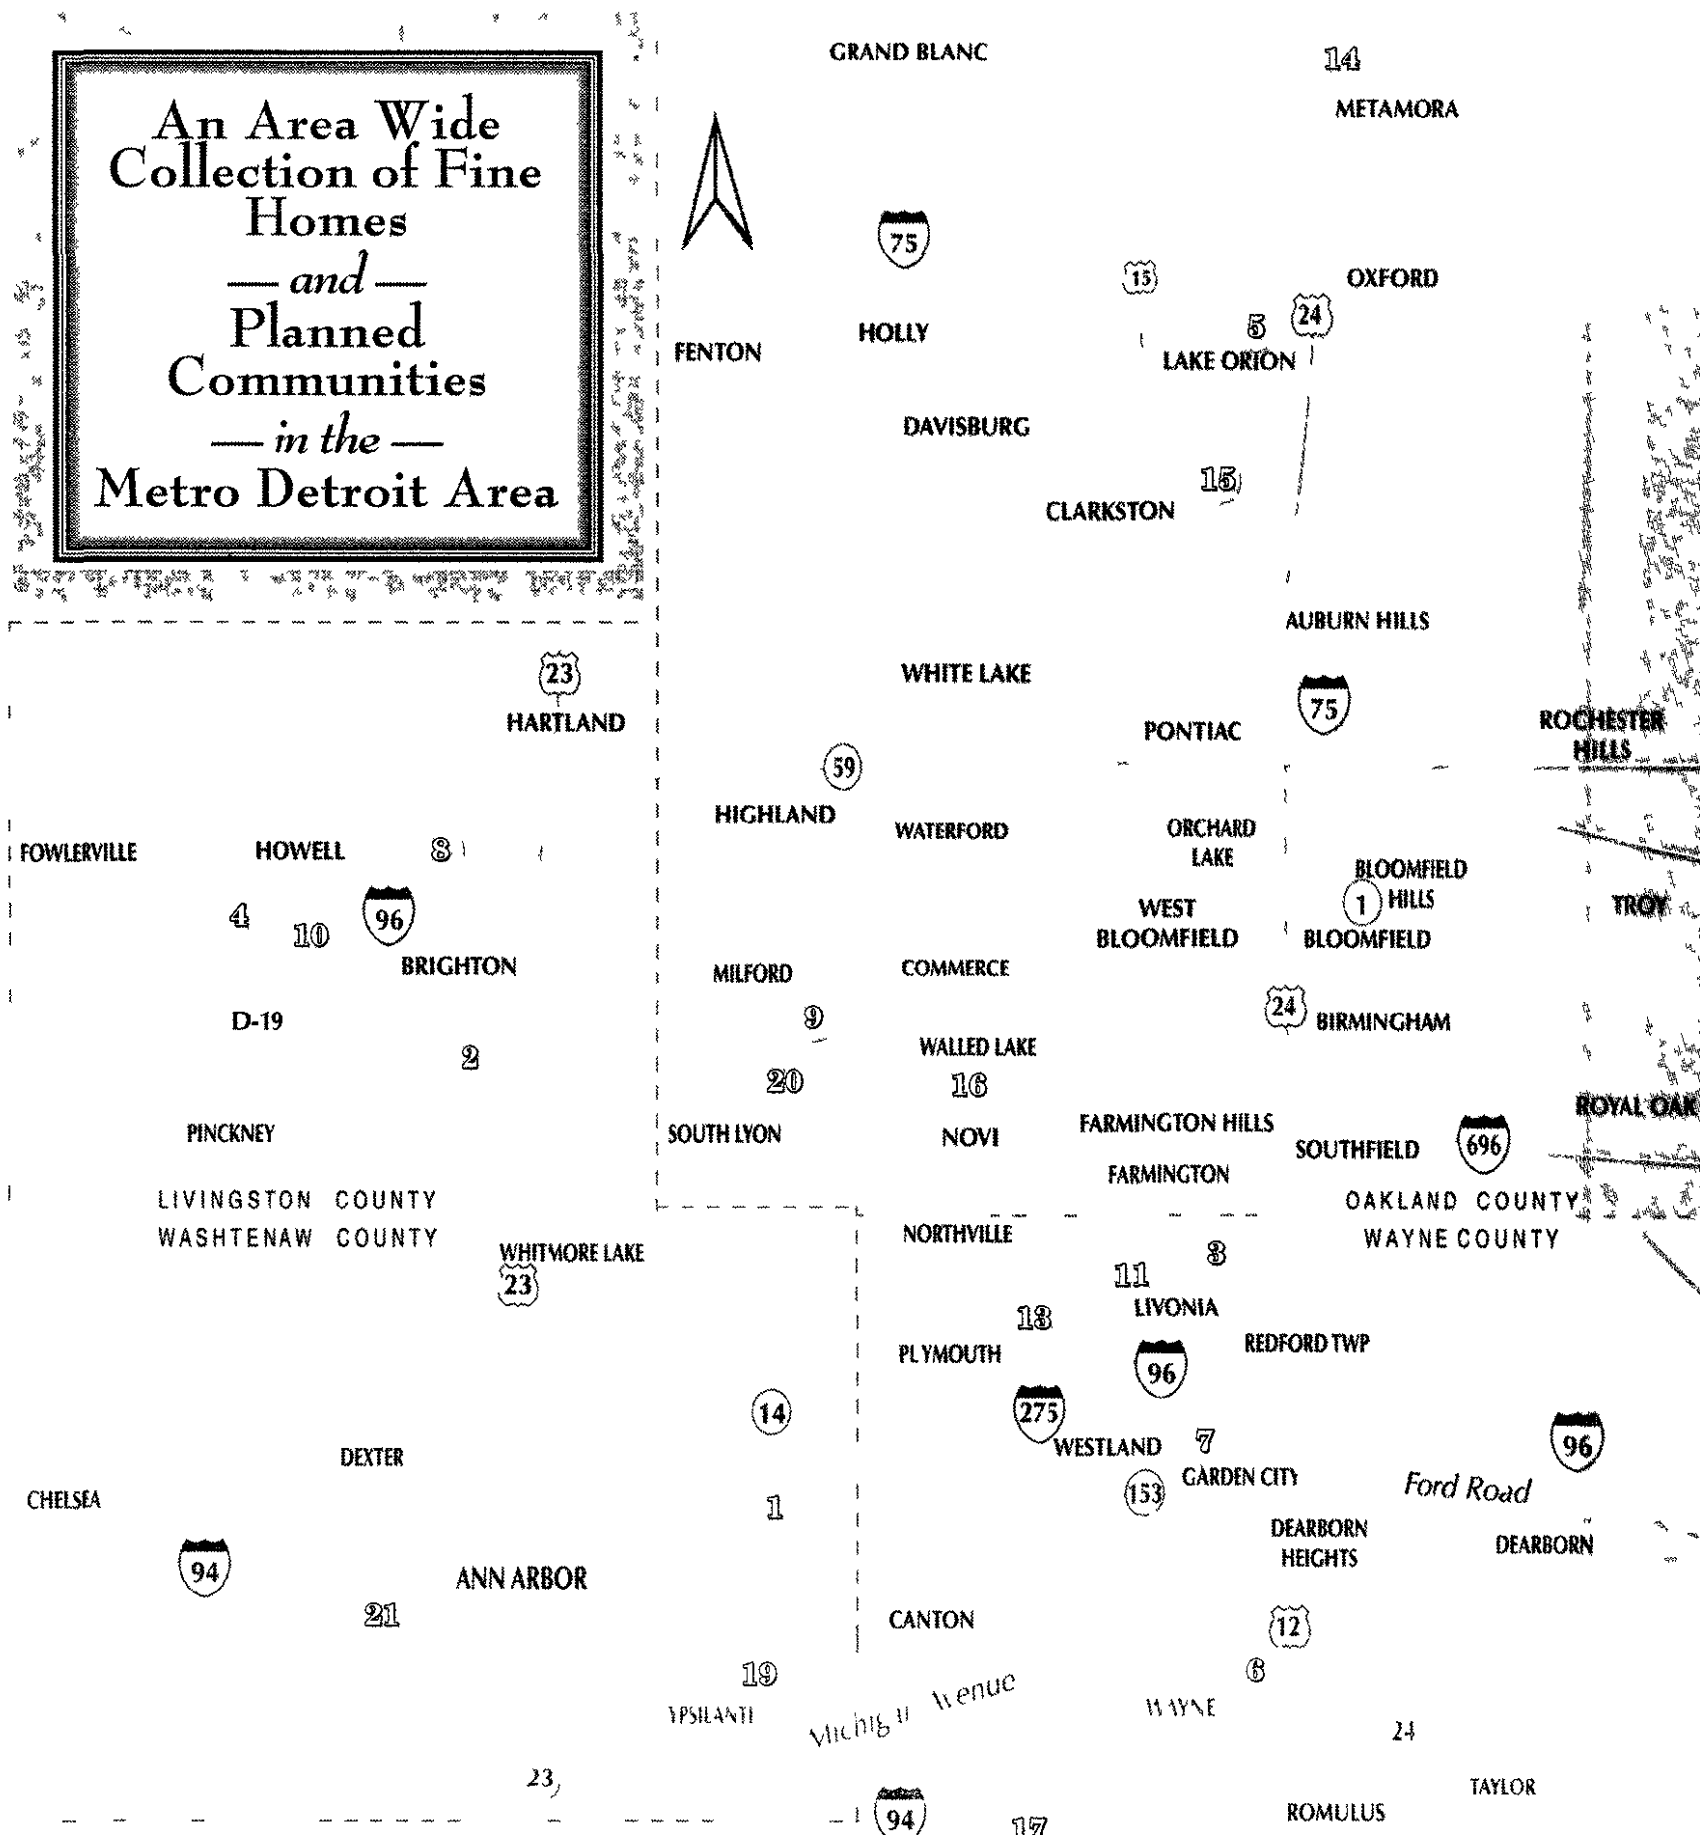 An Area Wide
Collection of Fine
Homes
— and —
Planned
Communities
— in the —
Metro Detroit Area
GRAND BLANC
14
METAMORA
75
15
OXFORD
24
5
HOLLY
FENTON
LAKE ORION
DAVISBURG
15
CLARKSTON
AUBURN HILLS
23
WHITE LAKE
75
HARTLAND
PONTIAC
ROCHESTER
HILLS
59
HIGHLAND
WATERFORD
ORCHARD
LAKE
FOWLERVILLE
HOWELL
8
BLOOMFIELD
HILLS
1
4
10
96
WEST
BLOOMFIELD
BLOOMFIELD
TROY
BRIGHTON
MILFORD
COMMERCE
24
D-19
9
BIRMINGHAM
2
WALLED LAKE
20
16
ROYAL OAK
PINCKNEY
SOUTH LYON
NOVI
FARMINGTON HILLS
SOUTHFIELD
696
FARMINGTON
LIVINGSTON COUNTY
OAKLAND COUNTY
WASHTENAW COUNTY
WAYNE COUNTY
WHITMORE LAKE
23
NORTHVILLE
3
11
LIVONIA
13
PLYMOUTH
REDFORD TWP
96
14
275
WESTLAND
7
96
DEXTER
GARDEN CITY
153
Ford Road
CHELSEA
1
DEARBORN
HEIGHTS
DEARBORN
94
ANN ARBOR
21
CANTON
12
19
6
YPSILANTI
WAYNE
24
23
TAYLOR
94
17
ROMULUS